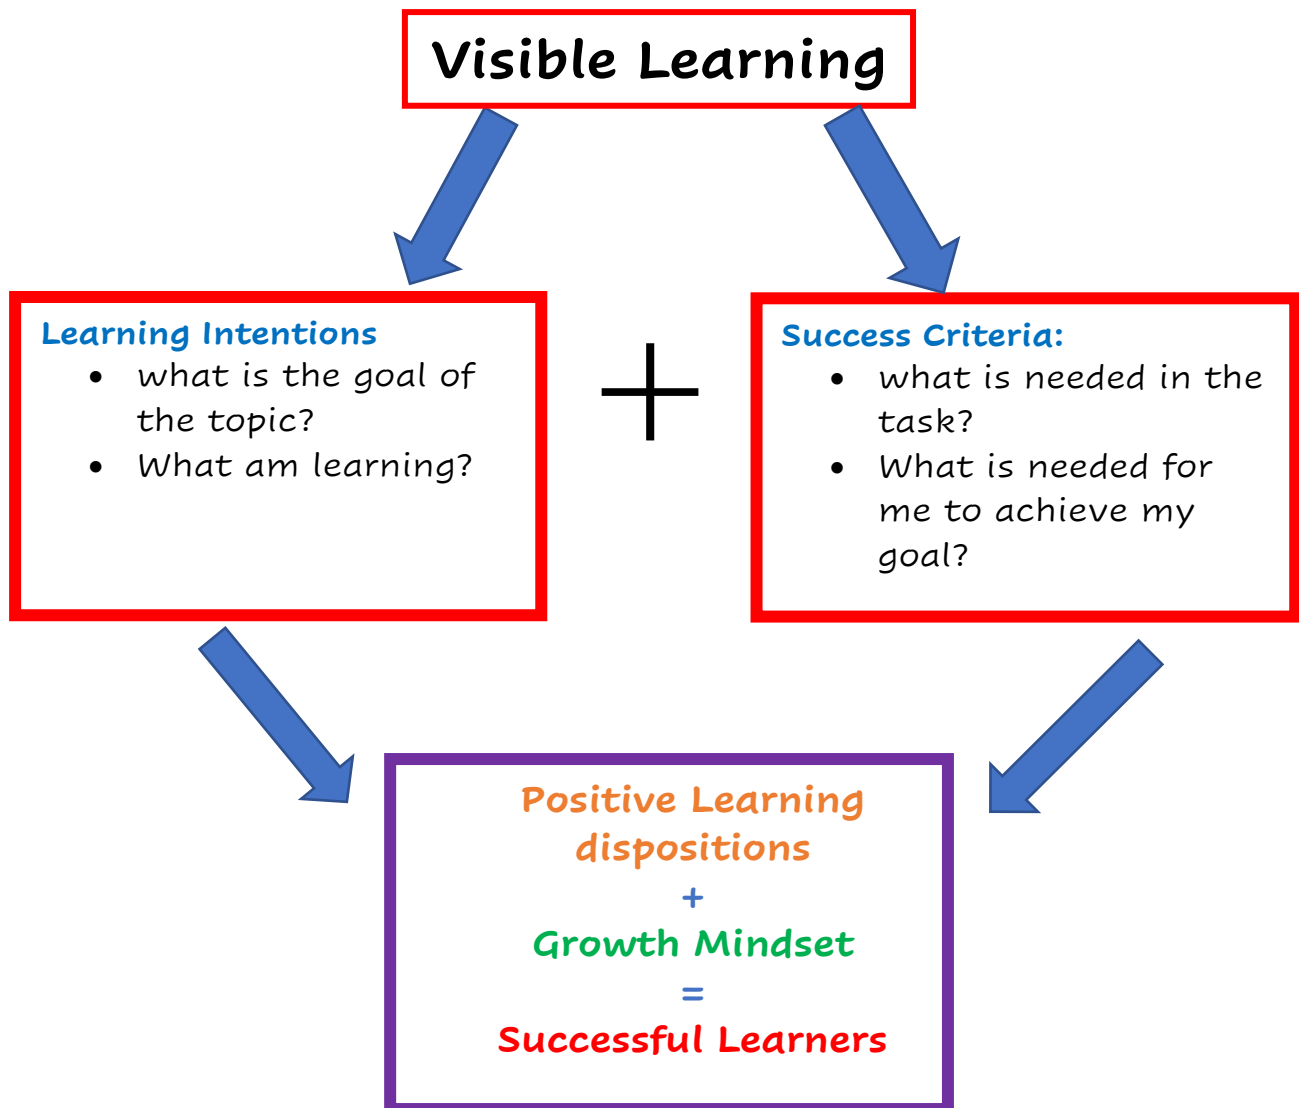 Visible Learning
Learning Intentions
• what is the goal of
the topic?
• What am learning?
+
Success Criteria:
• what is needed in the
task?
• What is needed for
me to achieve my
goal?
Positive Learning
dispositions
+
Growth Mindset
=
Successful Learners